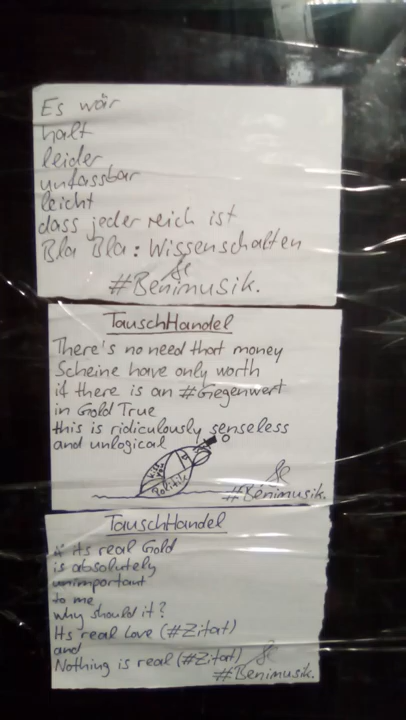 Es wär
halt
leider
unfassbar
leicht
dass jeder reich ist
Bla Bla: Wissenschaften
#Benimusik.
TauschHandel
There's no need that money
Scheine have only worth
if there is an #Gegenwert
in Gold True
this is ridiculously senseless
and unlogical
Politik
#Benimusik.
TauschHandel
if its real Gold
is absolutely
unimportant
to me
why should it?
Its real Love (#Zitat)
and
Nothing is real (#Zitat)
#Benimusik.